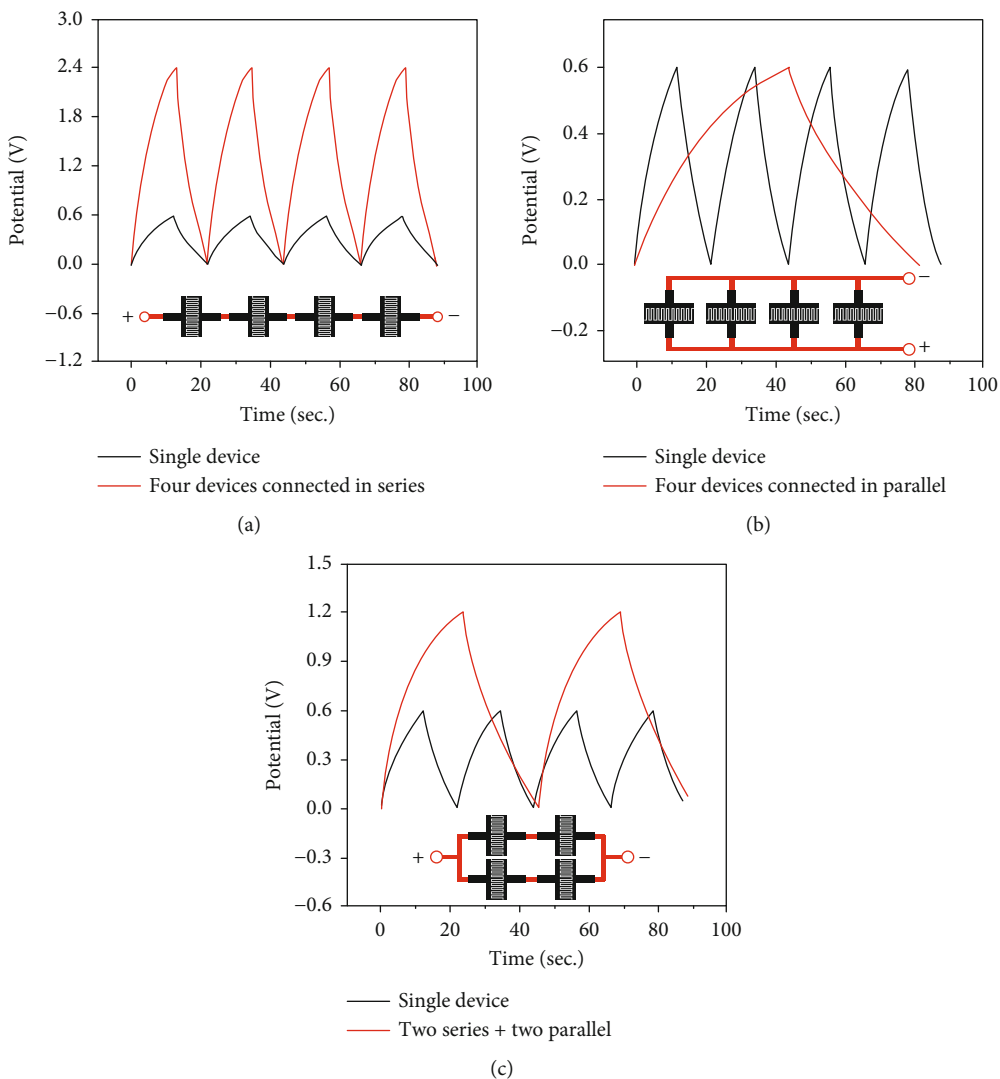 3.0
2.4
1.8
1.2
0.6
0.0
−0.6
−1.2
Potential (V)
+
−
0 20 40 60 80 100
Time (sec.)
Single device
Four devices connected in series
(a)
0.6
0.4
0.2
0.0
−0.2
Potential (V)
−
+
0 20 40 60 80 100
Time (sec.)
Single device
Four devices connected in parallel
(b)
1.5
1.2
0.9
0.6
0.3
0.0
−0.3
−0.6
Potential (V)
+
−
0 20 40 60 80 100
Time (sec.)
Single device
Two series + two parallel
(c)